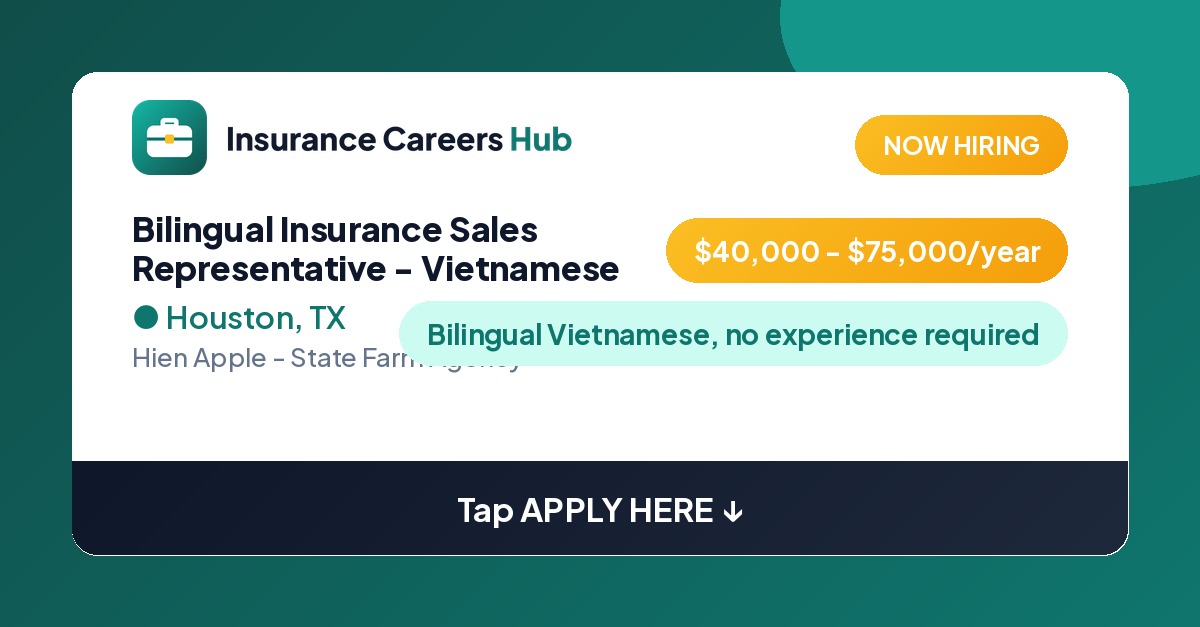 Insurance Careers Hub
NOW HIRING
Bilingual Insurance Sales
Representative – Vietnamese
$40,000 – $75,000/year
Houston, TX
Bilingual Vietnamese, no experience required
Hien Apple – State Farm Agency
Tap APPLY HERE ↓